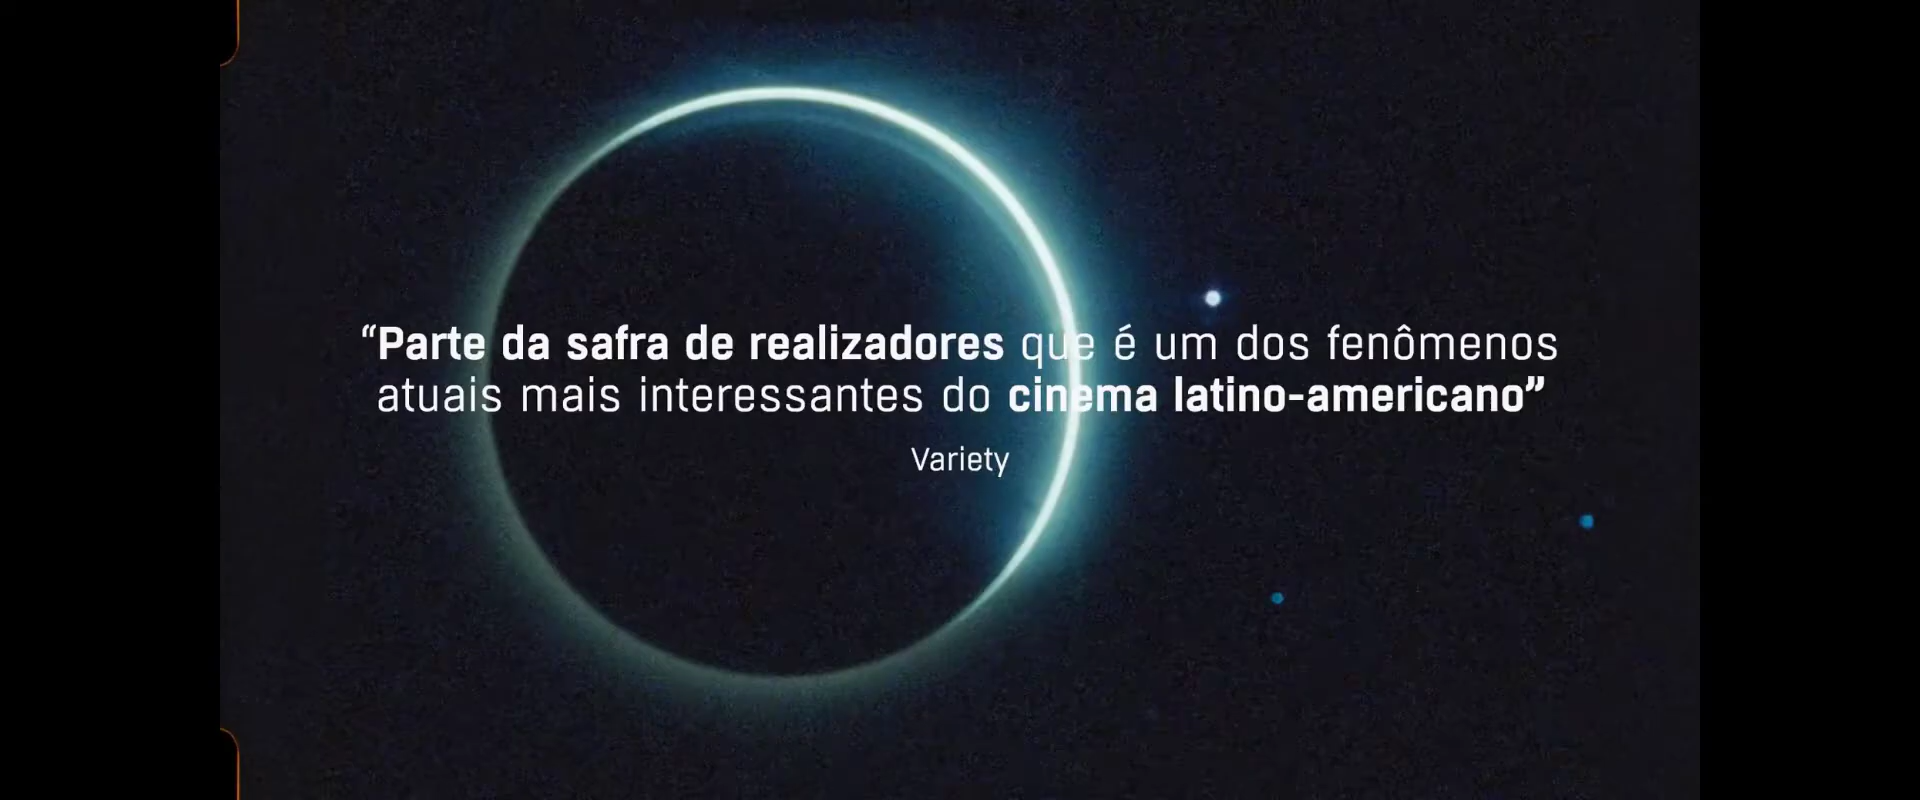 “Parte da safra de realizadores que é um dos fenômenos
atuais mais interessantes do cinema latino-americano”
Variety